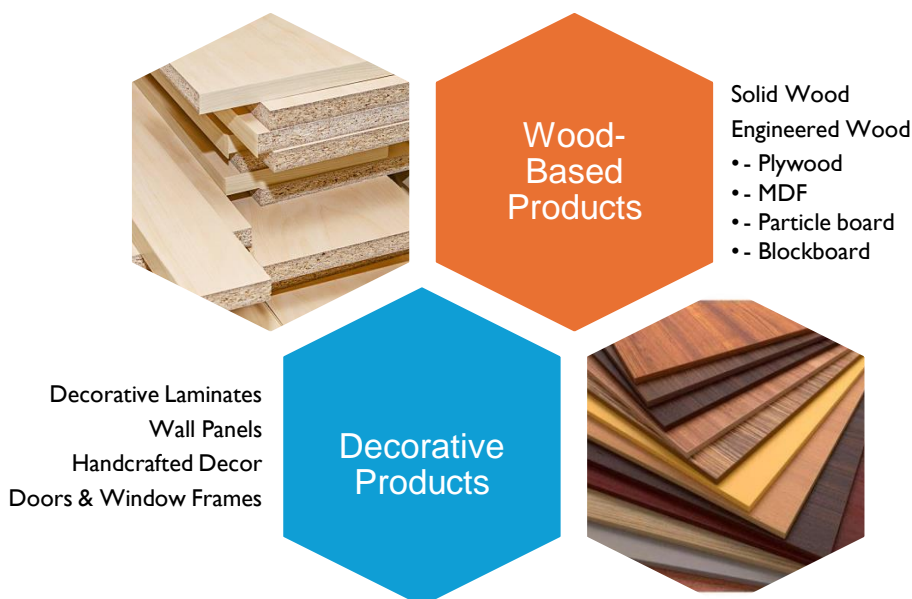 Wood-
Based
Products
Solid Wood
Engineered Wood
• - Plywood
• - MDF
• - Particle board
• - Blockboard
Decorative Laminates
Wall Panels
Handcrafted Decor
Doors & Window Frames
Decorative
Products